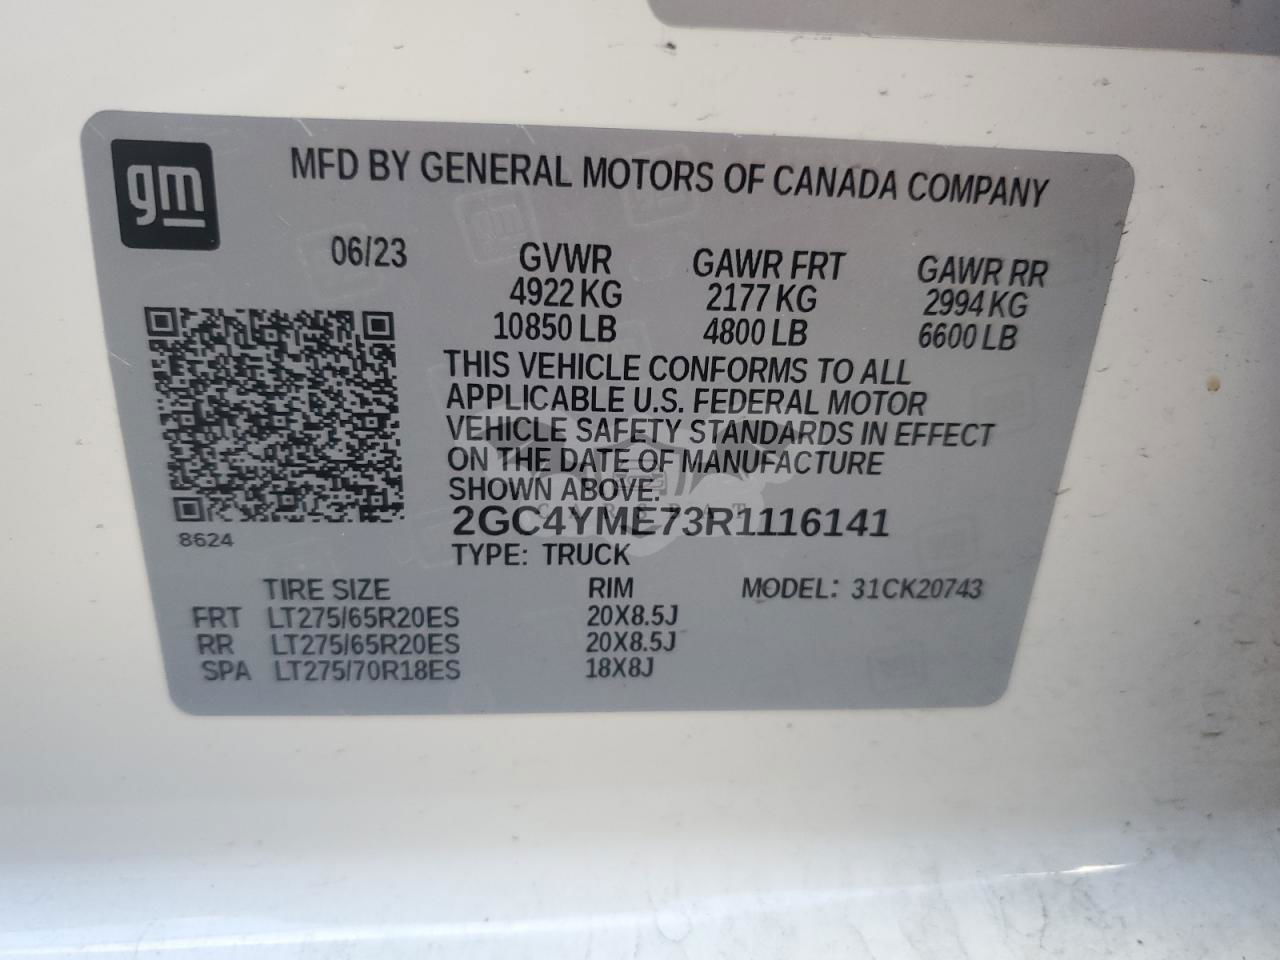 gm
MFD BY GENERAL MOTORS OF CANADA COMPANY
06/23 GVWR GAWR FRT GAWR RR
4922 KG 2177 KG 2994 KG
10850 LB 4800 LB 6600 LB
THIS VEHICLE CONFORMS TO ALL
APPLICABLE U.S. FEDERAL MOTOR
VEHICLE SAFETY STANDARDS IN EFFECT
ON THE DATE OF MANUFACTURE
SHOWN ABOVE.
2GC4YME73R1116141
8624
TYPE: TRUCK
TIRE SIZE RIM MODEL: 31CK20743
FRT LT275/65R20ES 20X8.5J
RR LT275/65R20ES 20X8.5J
SPA LT275/70R18ES 18X8J